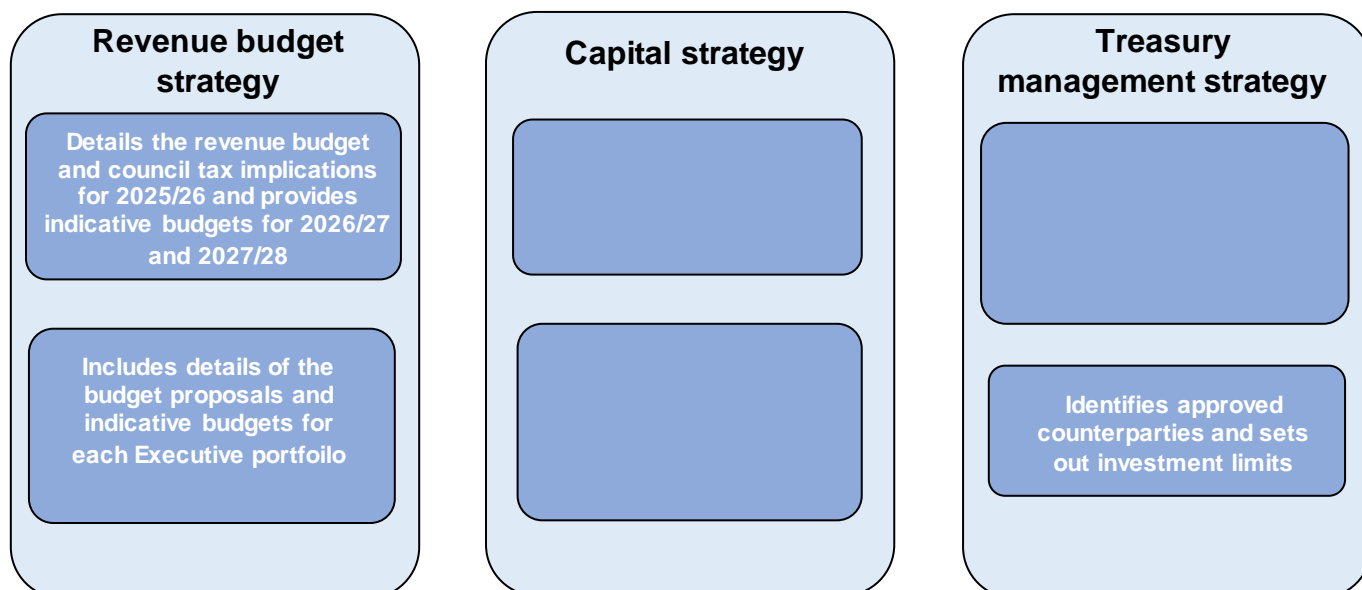 Revenue budget
strategy
Details the revenue budget
and council tax implications
for 2025/26 and provides
indicative budgets for 2026/27
and 2027/28
Includes details of the
budget proposals and
indicative budgets for
each Executive portfoilo
Capital strategy
Treasury
management strategy
Identifies approved
counterparties and sets
out investment limits